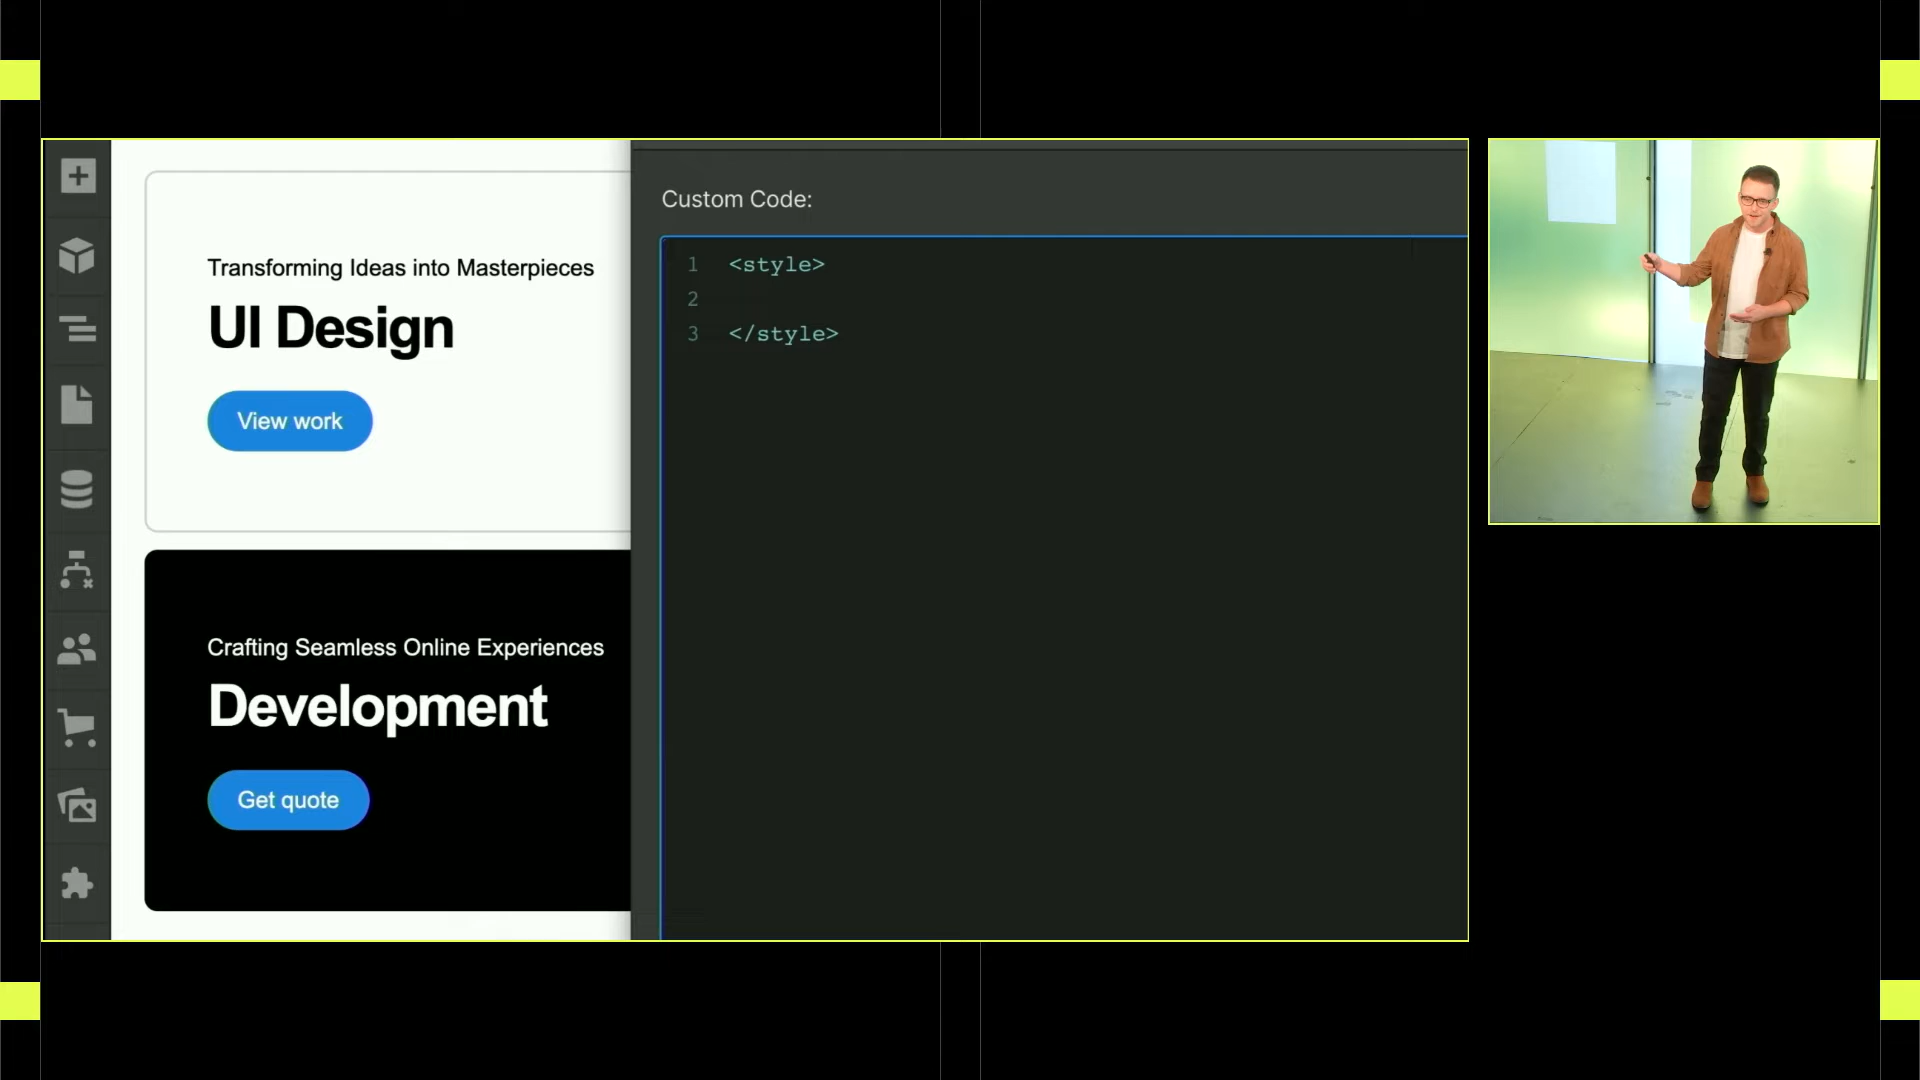 Transforming Ideas into Masterpieces
UI Design
View work
Crafting Seamless Online Experiences
Development
Get quote
Custom Code:
1 <style>
2
3 </style>